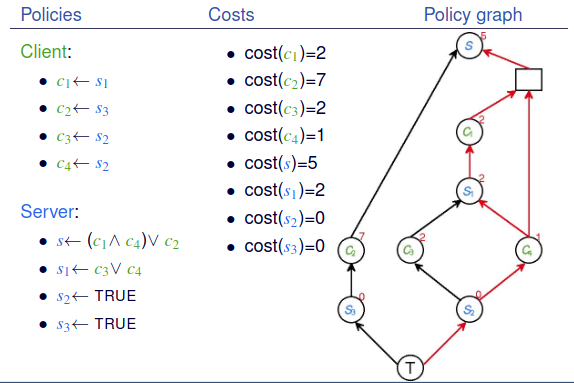 Policies Costs Policy graph
Client:
• c₁← s₁
• c₂← s₃
• c₃← s₂
• c₄← s₂
Server:
• s← (c₁∧ c₄)∨ c₂
• s₁← c₃∨ c₄
• s₂← TRUE
• s₃← TRUE
• cost(c₁)=2
• cost(c₂)=7
• cost(c₃)=2
• cost(c₄)=1
• cost(s)=5
• cost(s₁)=2
• cost(s₂)=0
• cost(s₃)=0
S 5
C₁ 2
S₁ 2
C₂ 7
C₃ 2
C₄ 1
S₃ 0
S₂ 0
T